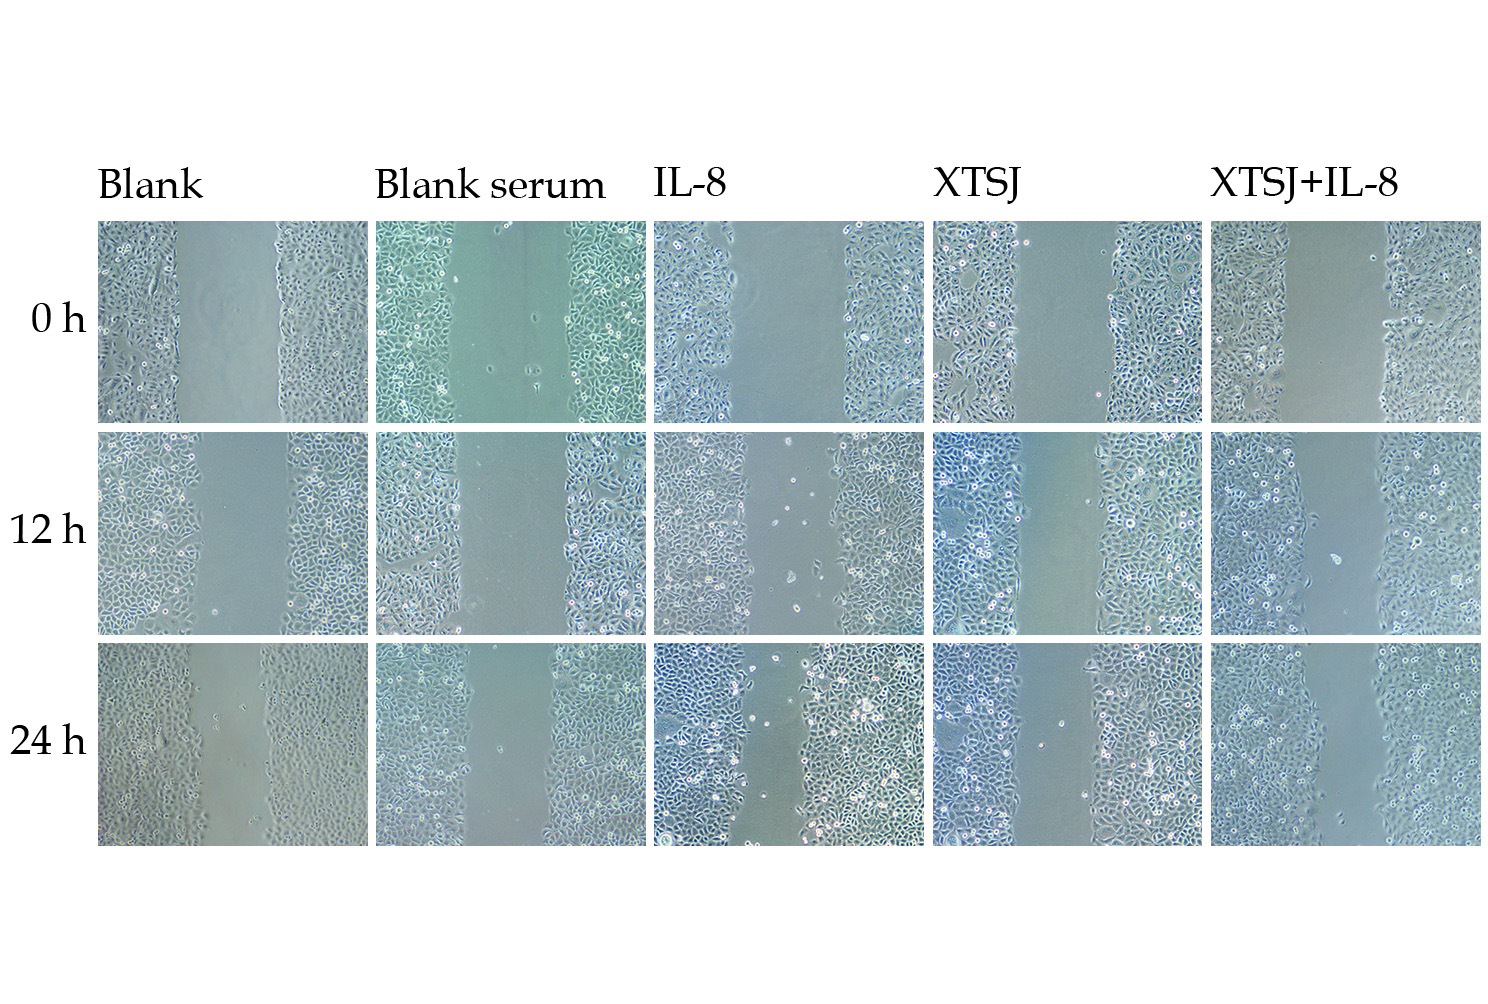 Blank Blank serum IL-8 XTSJ XTSJ+IL-8
0 h
12 h
24 h